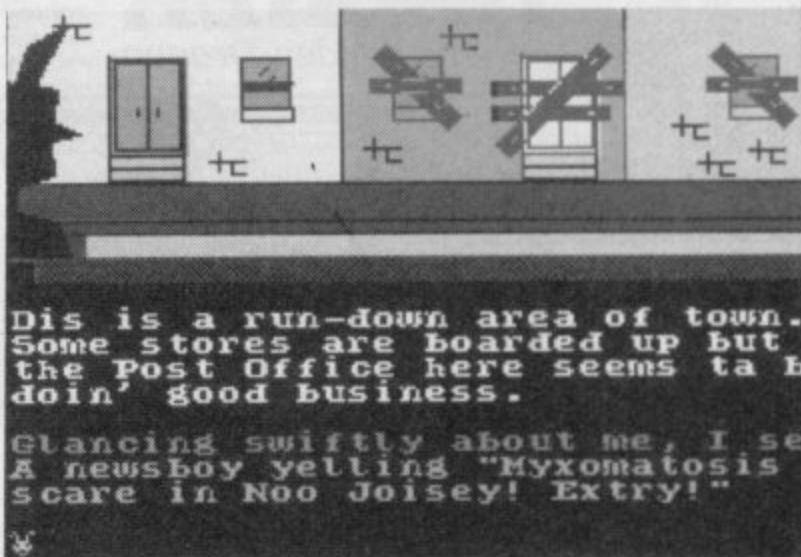 Dis is a run-down area of town.
Some stores are boarded up but
the Post Office here seems ta
doin' good business.
Glancing swiftly about me, I
A newsboy yelling "Myxomatosis
scare in Noo Joisey! Extry!"